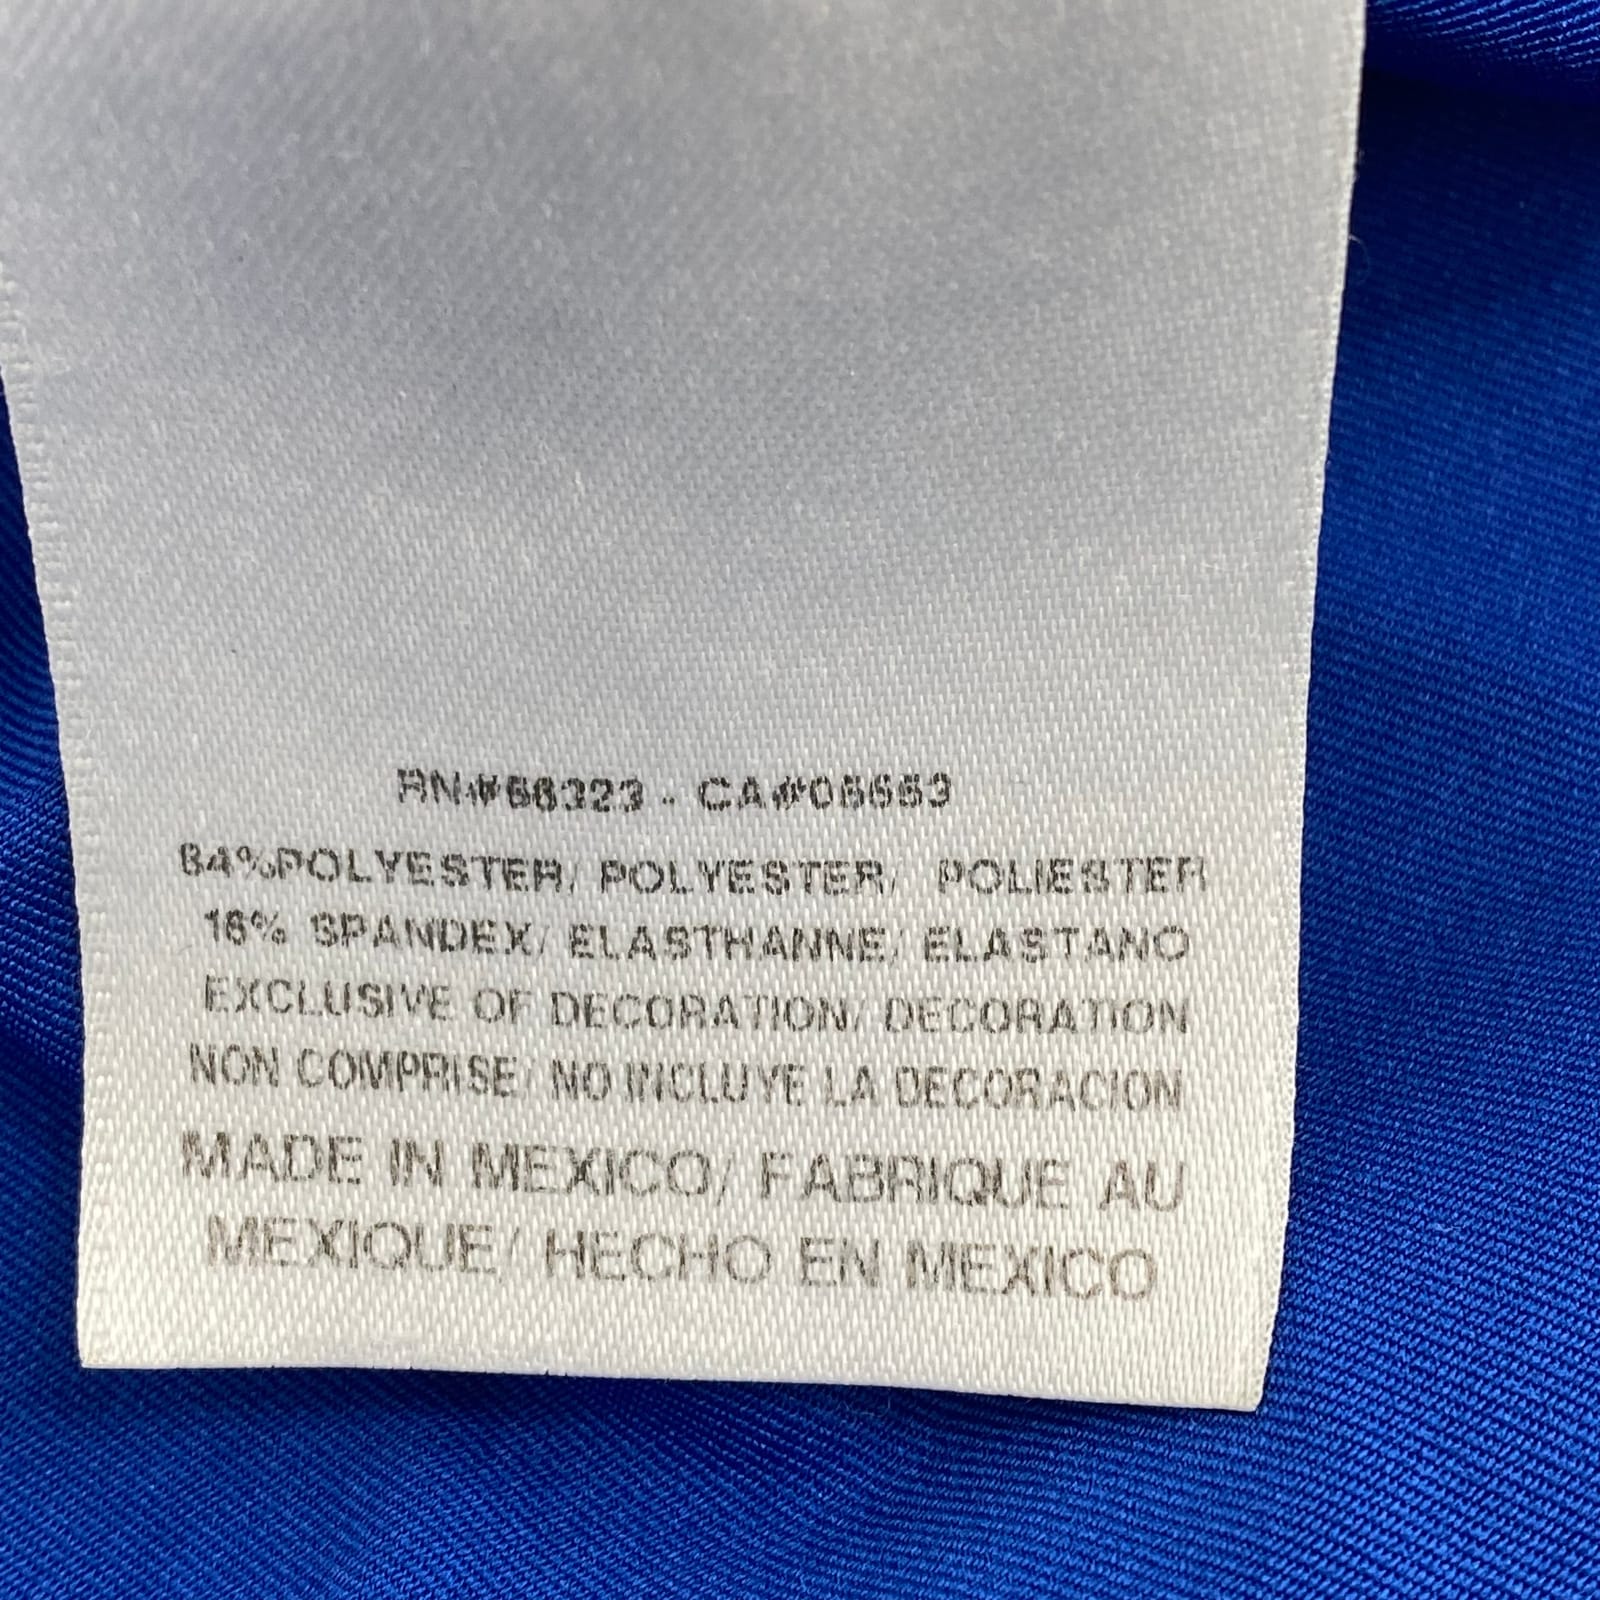 RN#56323 - CA#05553
84%POLYESTER/ POLYESTER/ POLIESTER
16% SPANDEX/ ELASTHANNE/ ELASTANO
EXCLUSIVE OF DECORATION/ DECORATION
NON COMPRISE/ NO INCLUYE LA DECORACION
MADE IN MEXICO/ FABRIQUE AU
MEXIQUE/ HECHO EN MEXICO